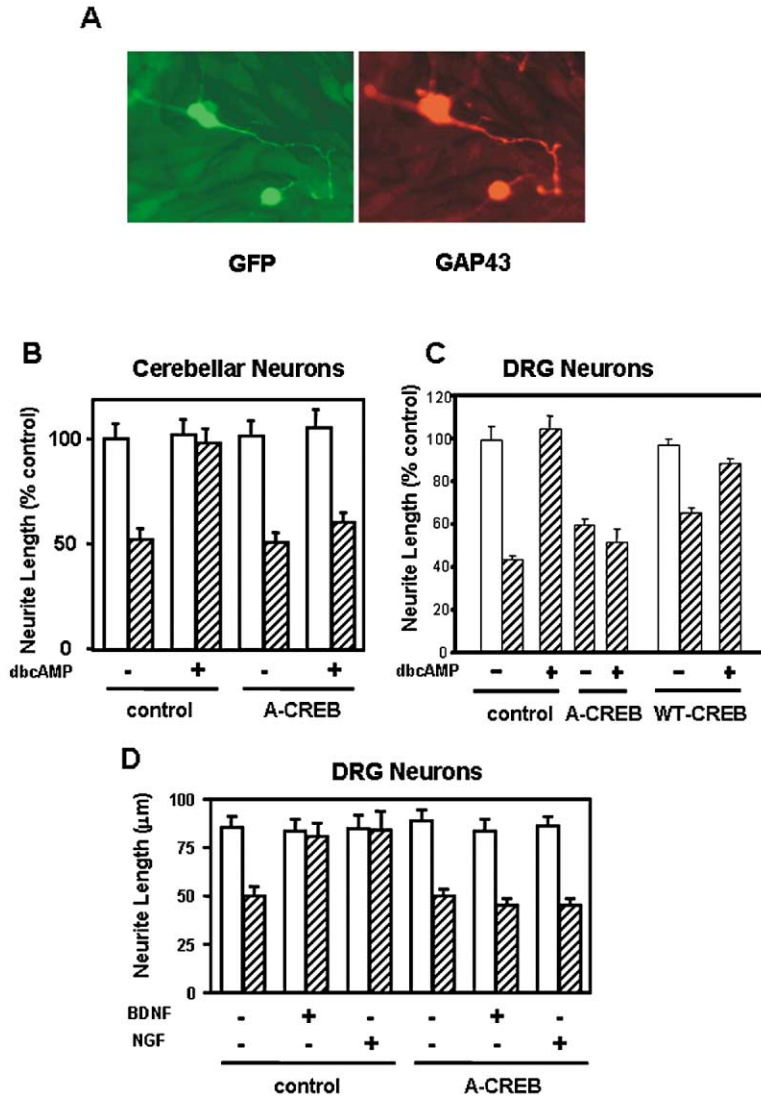 A
GFP GAP43
B
Cerebellar Neurons
Neurite Length (% control)
100
50
0
dbcAMP - + - +
control A-CREB
C
DRG Neurons
Neurite Length (% control)
120
100
80
60
40
20
0
dbcAMP - + - + - +
control A-CREB WT-CREB
D
DRG Neurons
Neurite Length (µm)
100
75
50
25
0
BDNF - + - - + -
NGF - - + - - +
control A-CREB